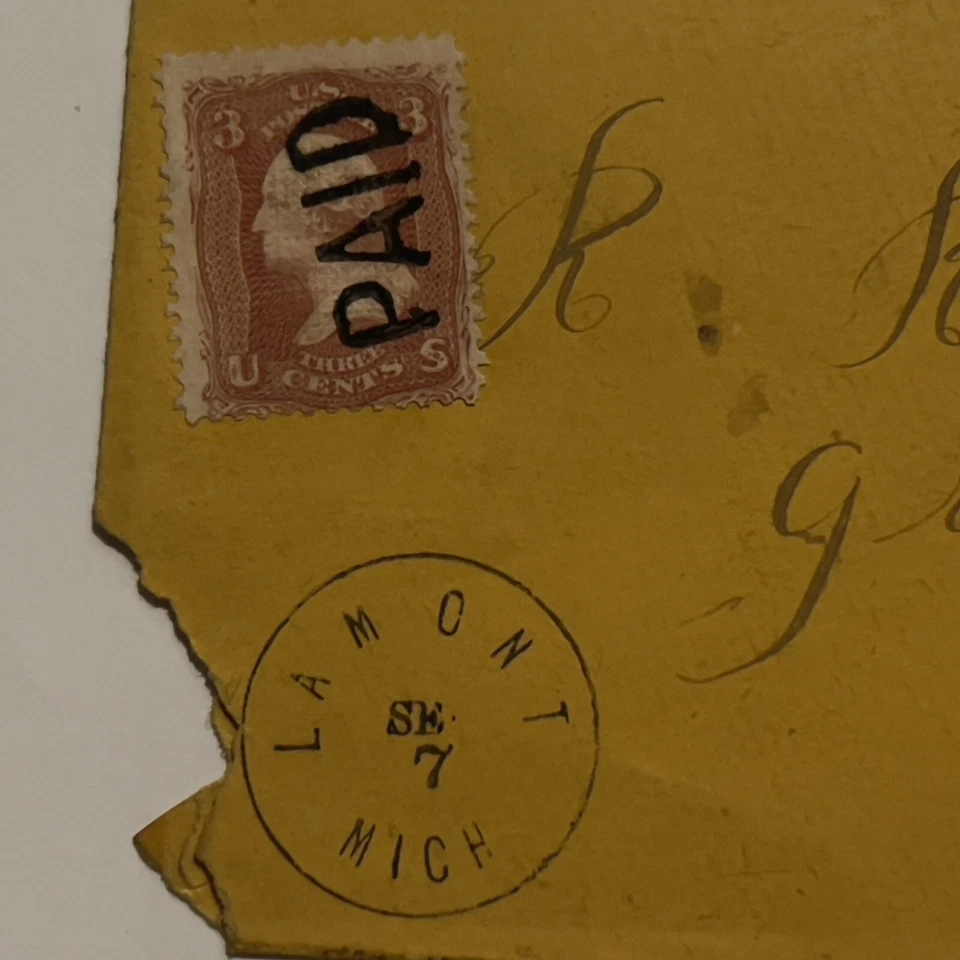 U.S.
POSTAGE
3 3
PAID
U THREE S
CENTS
R
G
LAMONT
SE
7
MICH